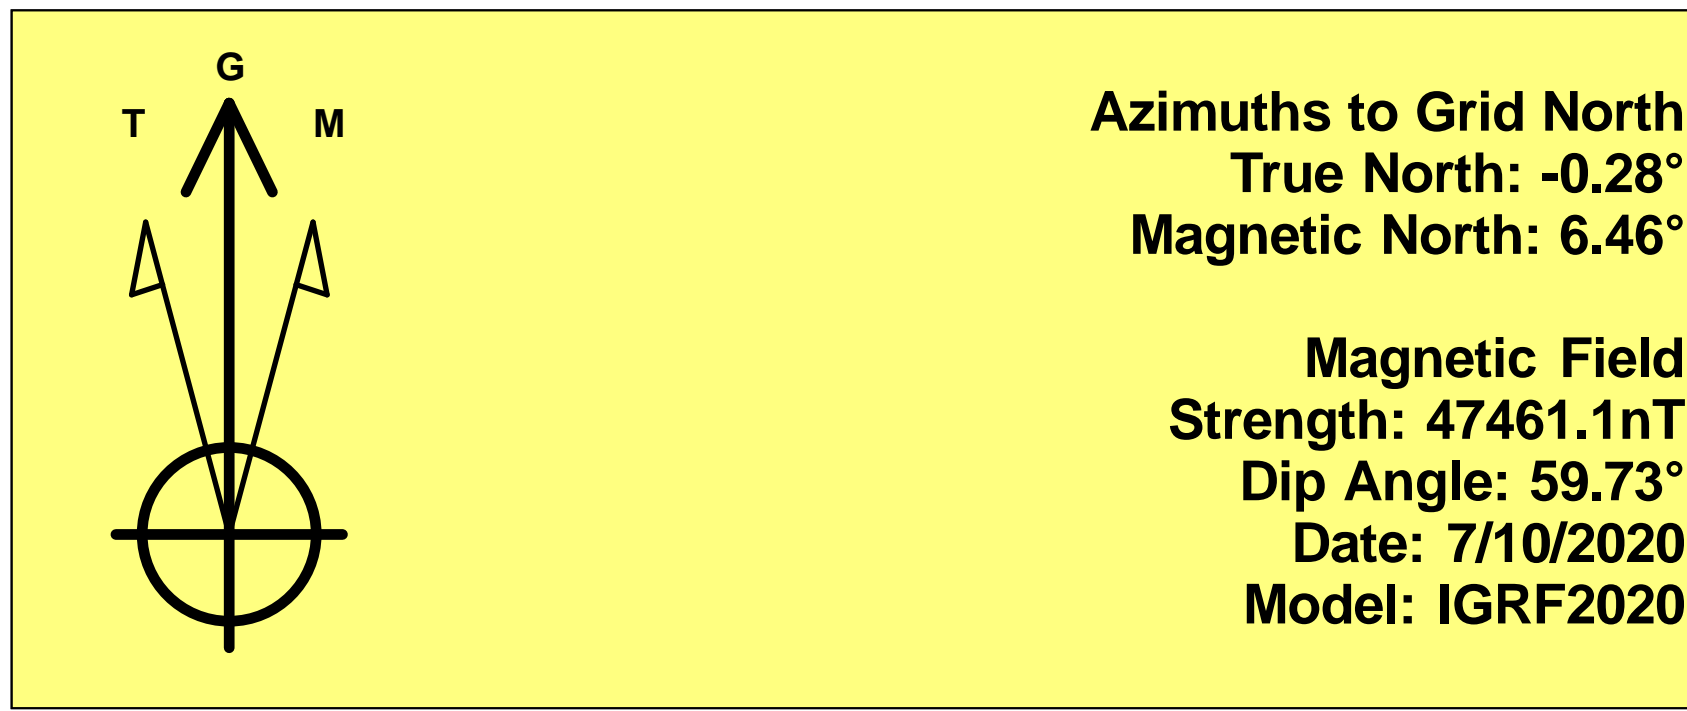 G
T
M
Azimuths to Grid North
True North: -0.28°
Magnetic North: 6.46°
Magnetic Field
Strength: 47461.1nT
Dip Angle: 59.73°
Date: 7/10/2020
Model: IGRF2020